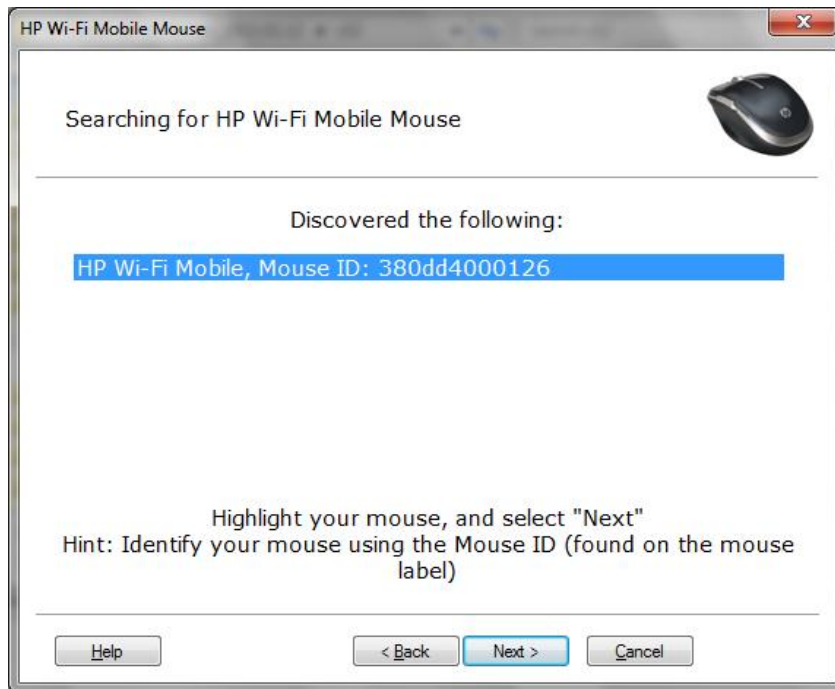 HP Wi-Fi Mobile Mouse
Searching for HP Wi-Fi Mobile Mouse
Discovered the following:
HP Wi-Fi Mobile, Mouse ID: 380dd4000126
Highlight your mouse, and select "Next"
Hint: Identify your mouse using the Mouse ID (found on the mouse
label)
Help
< Back
Next >
Cancel